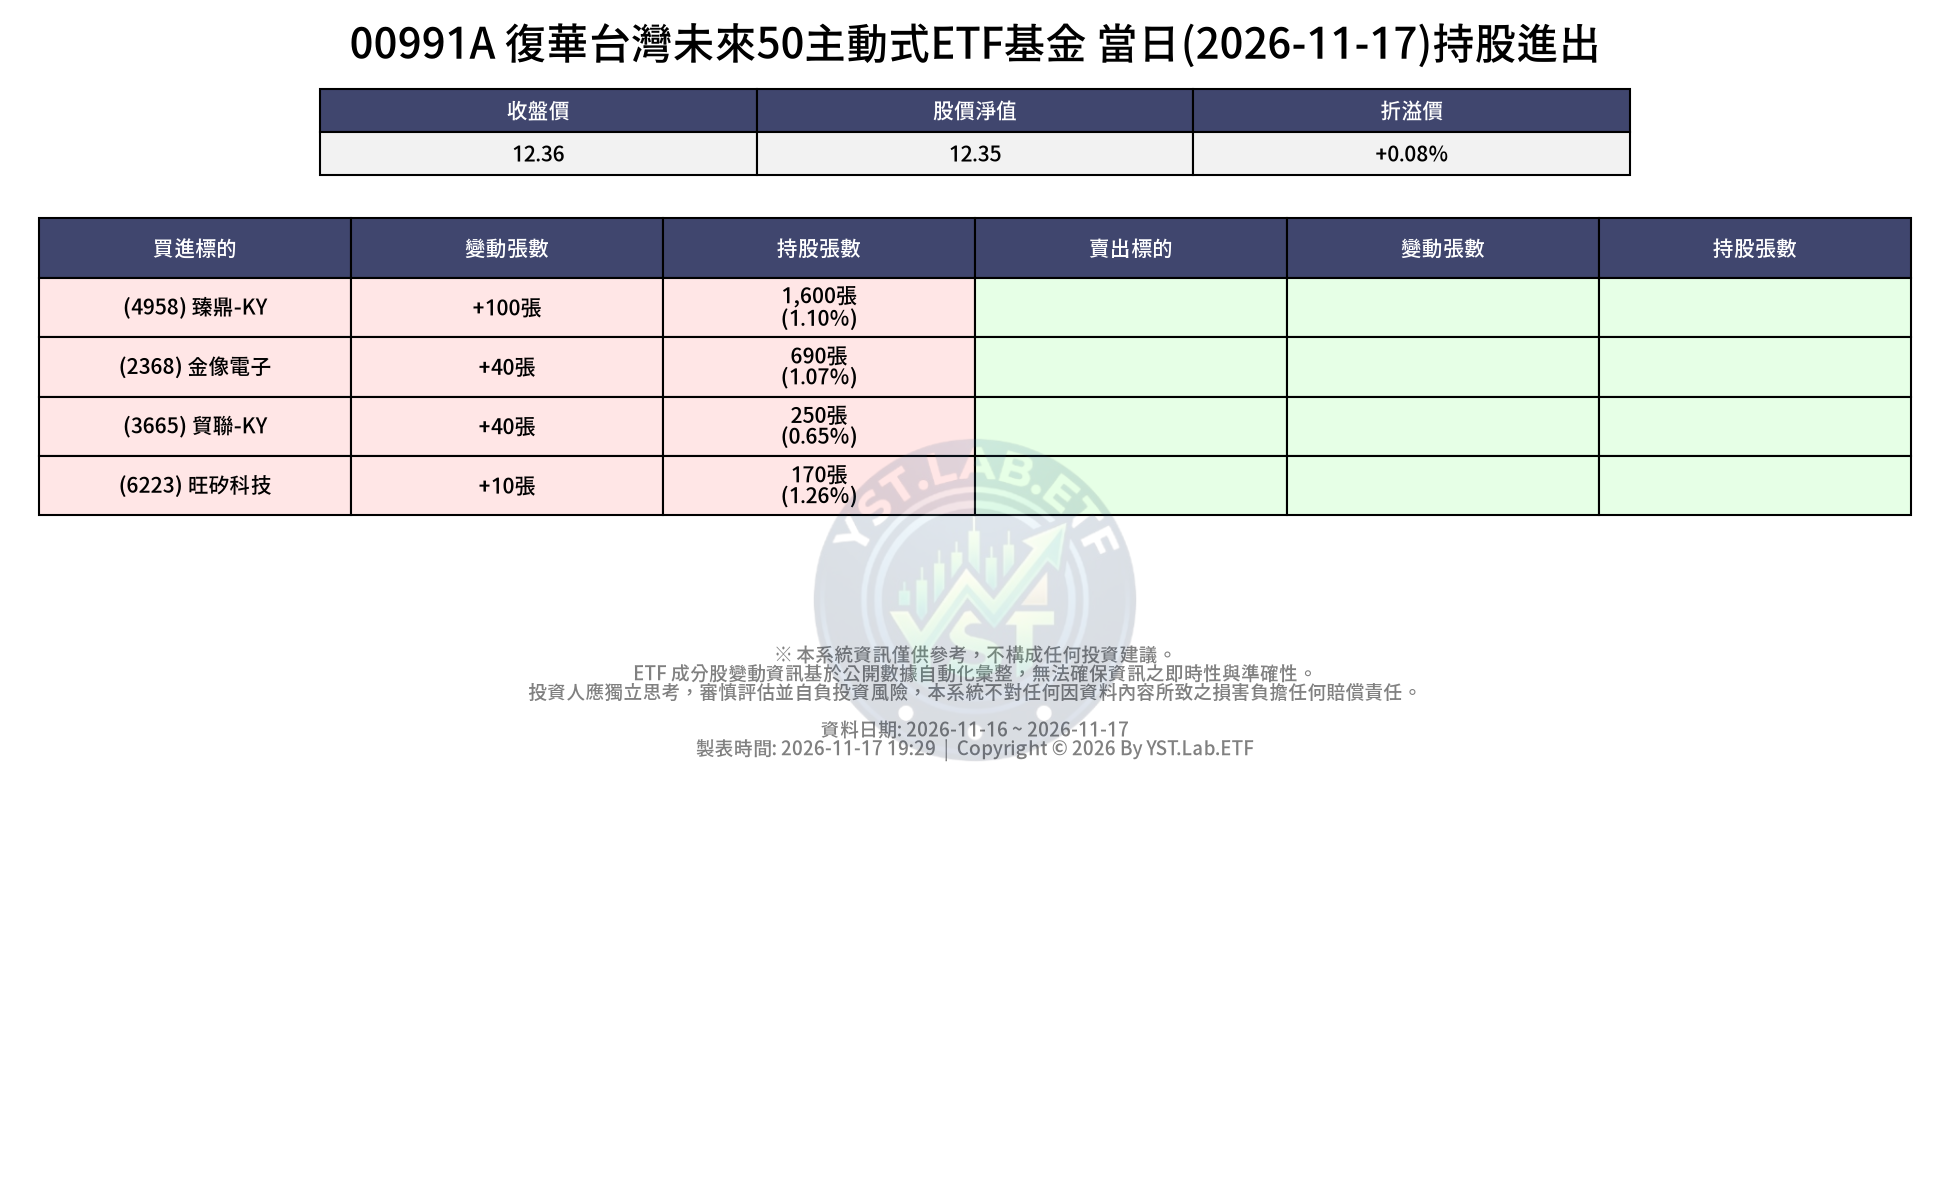 00991A 復華台灣未來50主動式ETF基金 當日(2026-11-17)持股進出
收盤價 股價淨值 折溢價
12.36 12.35 +0.08%
買進標的 變動張數 持股張數 賣出標的 變動張數 持股張數
(4958) 臻鼎-KY +100張 1,600張
(1.10%)
(2368) 金像電子 +40張 690張
(1.07%)
(3665) 貿聯-KY +40張 250張
(0.65%)
(6223) 旺矽科技 +10張 170張
(1.26%)
YST.LAB.ETF
YST
※ 本系統資訊僅供參考，不構成任何投資建議。
ETF 成分股變動資訊基於公開數據自動化彙整，無法確保資訊之即時性與準確性。
投資人應獨立思考，審慎評估並自負投資風險，本系統不對任何因資料內容所致之損害負擔任何賠償責任。
資料日期: 2026-11-16 ~ 2026-11-17
製表時間: 2026-11-17 19:29 | Copyright © 2026 By YST.Lab.ETF